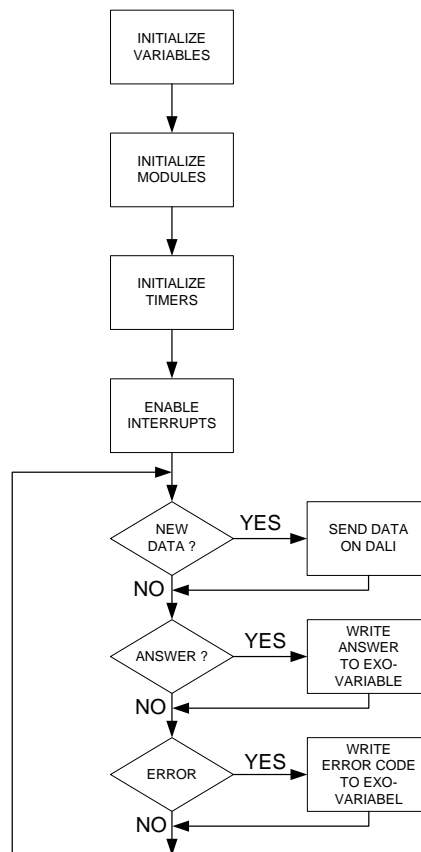 INITIALIZE
VARIABLES
INITIALIZE
MODULES
INITIALIZE
TIMERS
ENABLE
INTERRUPTS
NEW
DATA ?
YES
SEND DATA
ON DALI
NO
ANSWER ?
YES
WRITE
ANSWER
TO EXO-
VARIABLE
NO
ERROR
YES
WRITE
ERROR CODE
TO EXO-
VARIABEL
NO